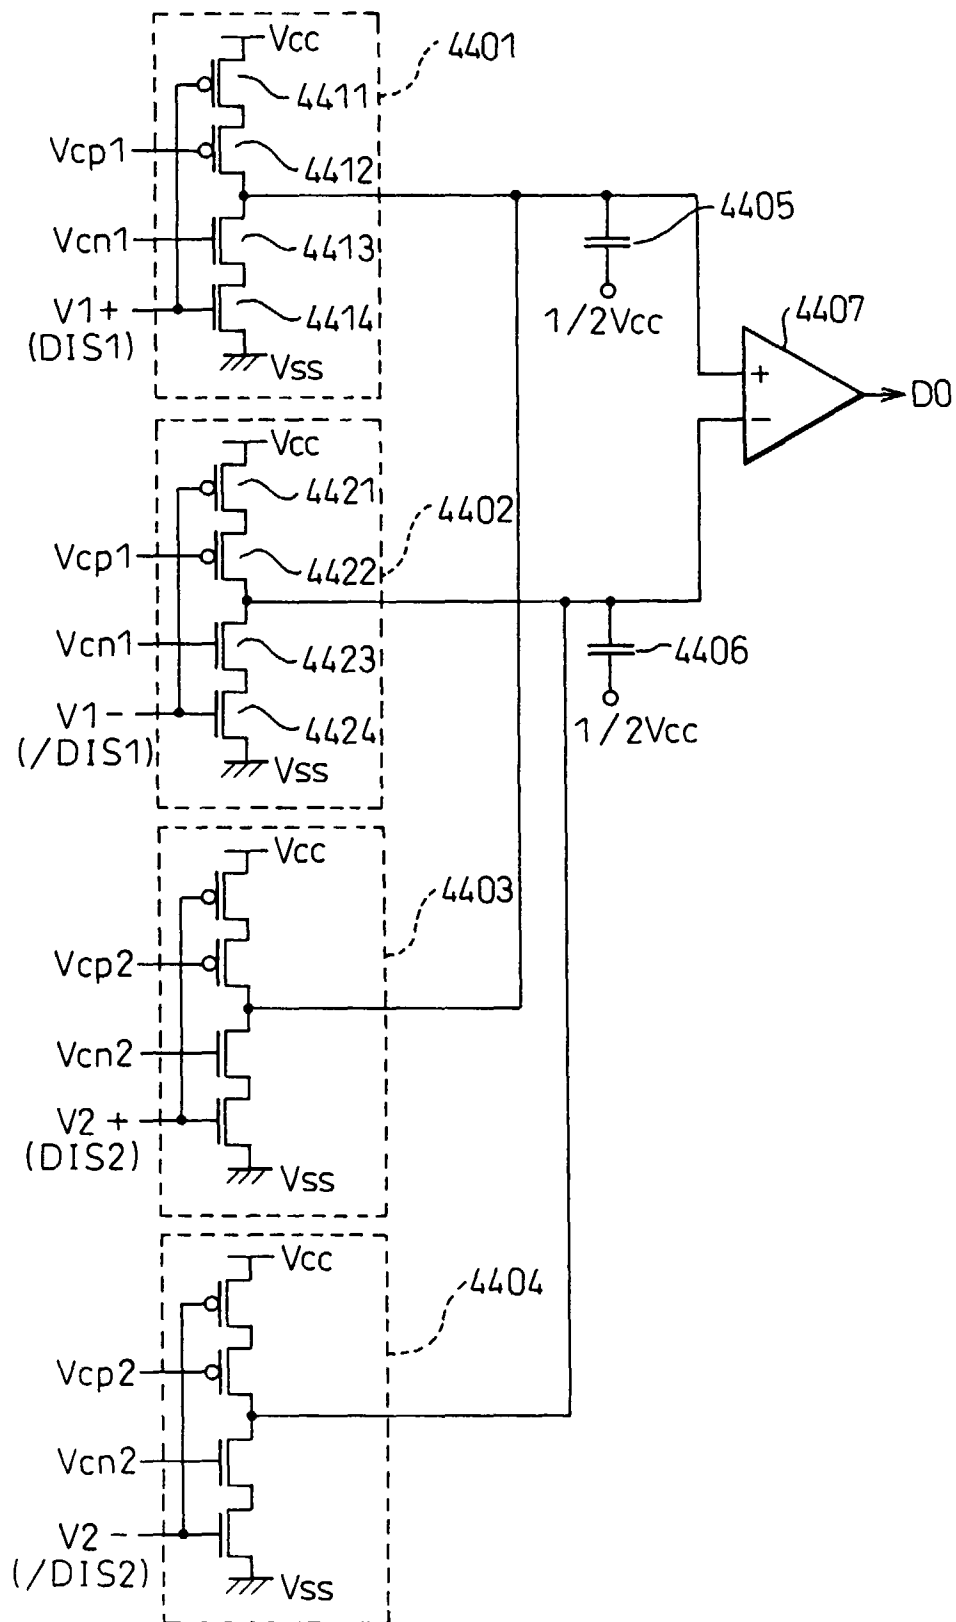 Vcc
4401
4411
Vcp1
4412
4405
Vcn1
4413
V1+
4414
(DIS1)
Vss
1/2Vcc
4407
+
DO
-
Vcc
4421
4402
Vcp1
4422
Vcn1
4423
4406
V1-
4424
(/DIS1)
Vss
1/2Vcc
Vcc
4403
Vcp2
Vcn2
V2+
(DIS2)
Vss
Vcc
4404
Vcp2
Vcn2
V2-
(/DIS2)
Vss